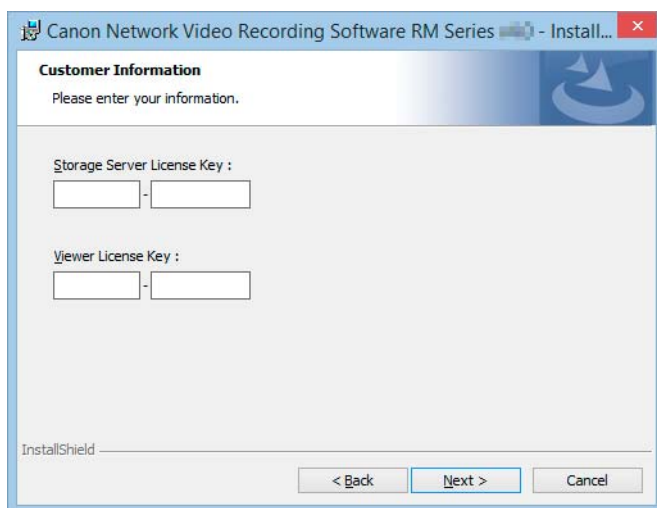 Canon Network Video Recording Software RM Series - Install...
Customer Information
Please enter your information.
Storage Server License Key :
-
Viewer License Key :
-
InstallShield
< Back Next > Cancel